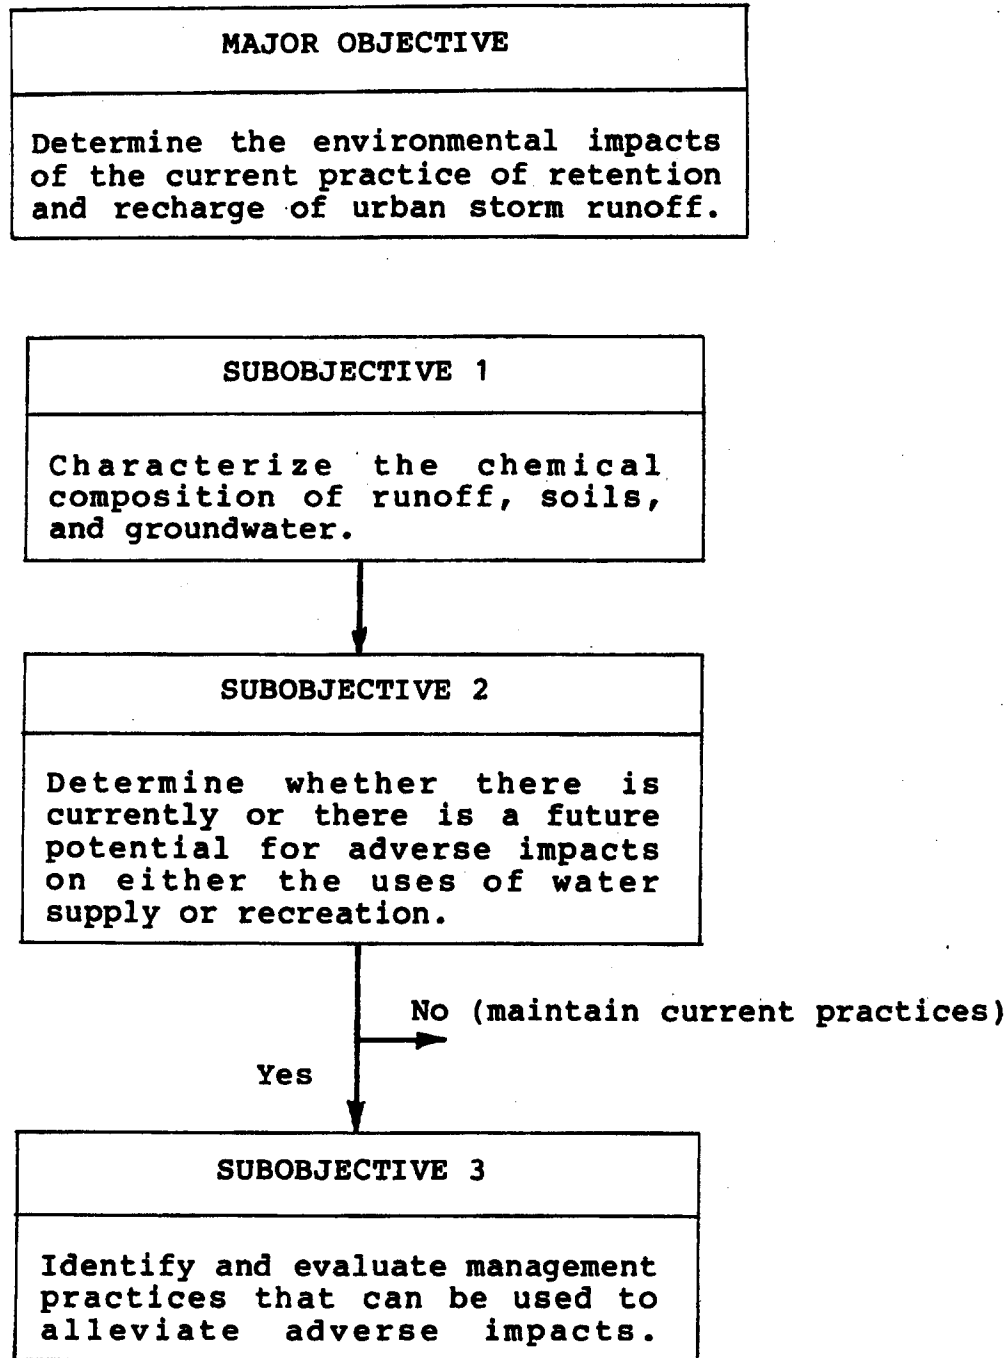 MAJOR OBJECTIVE
Determine the environmental impacts
of the current practice of retention
and recharge of urban storm runoff.
SUBOBJECTIVE 1
Characterize the chemical
composition of runoff, soils,
and groundwater.
SUBOBJECTIVE 2
Determine whether there is
currently or there is a future
potential for adverse impacts
on either the uses of water
supply or recreation.
No (maintain current practices)
Yes
SUBOBJECTIVE 3
Identify and evaluate management
practices that can be used to
alleviate adverse impacts.